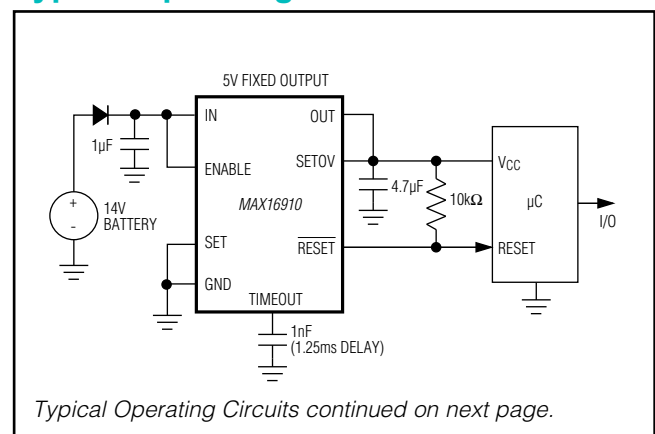 5V FIXED OUTPUT
IN
OUT
1µF
ENABLE
SETOV
VCC
4.7µF
10kΩ
µC
I/O
MAX16910
+
-
14V
BATTERY
SET
RESET
RESET
GND
TIMEOUT
1nF
(1.25ms DELAY)
Typical Operating Circuits continued on next page.